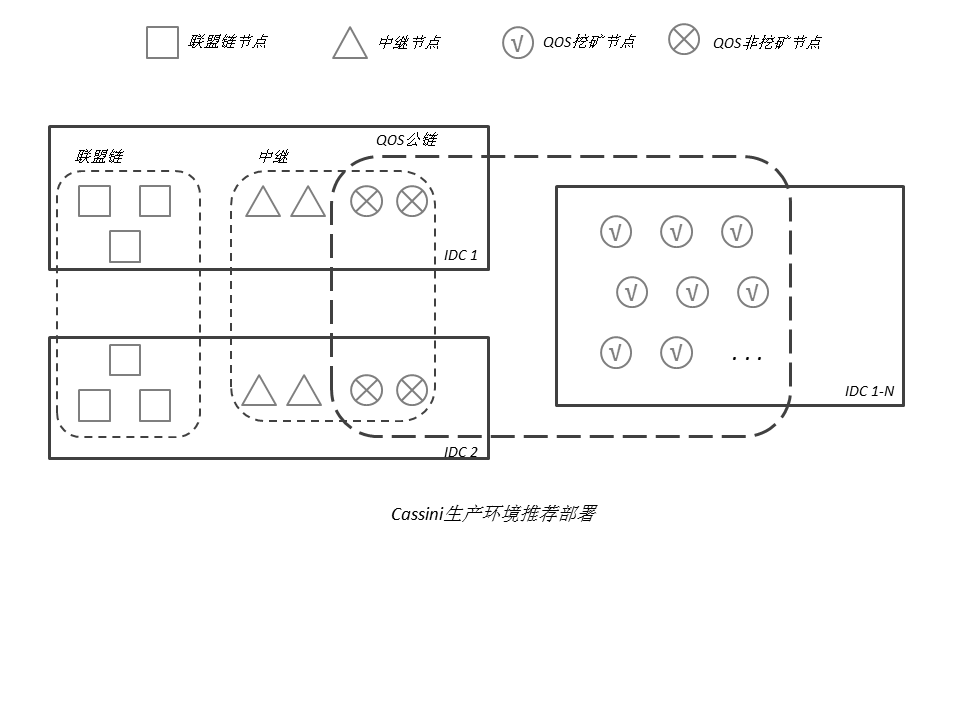 联盟链节点
中继节点
QOS挖矿节点
QOS非挖矿节点
QOS公链
联盟链
中继
IDC 1
√
√
√
√
√
√
√
√
...
IDC 1-N
IDC 2
Cassini生产环境推荐部署